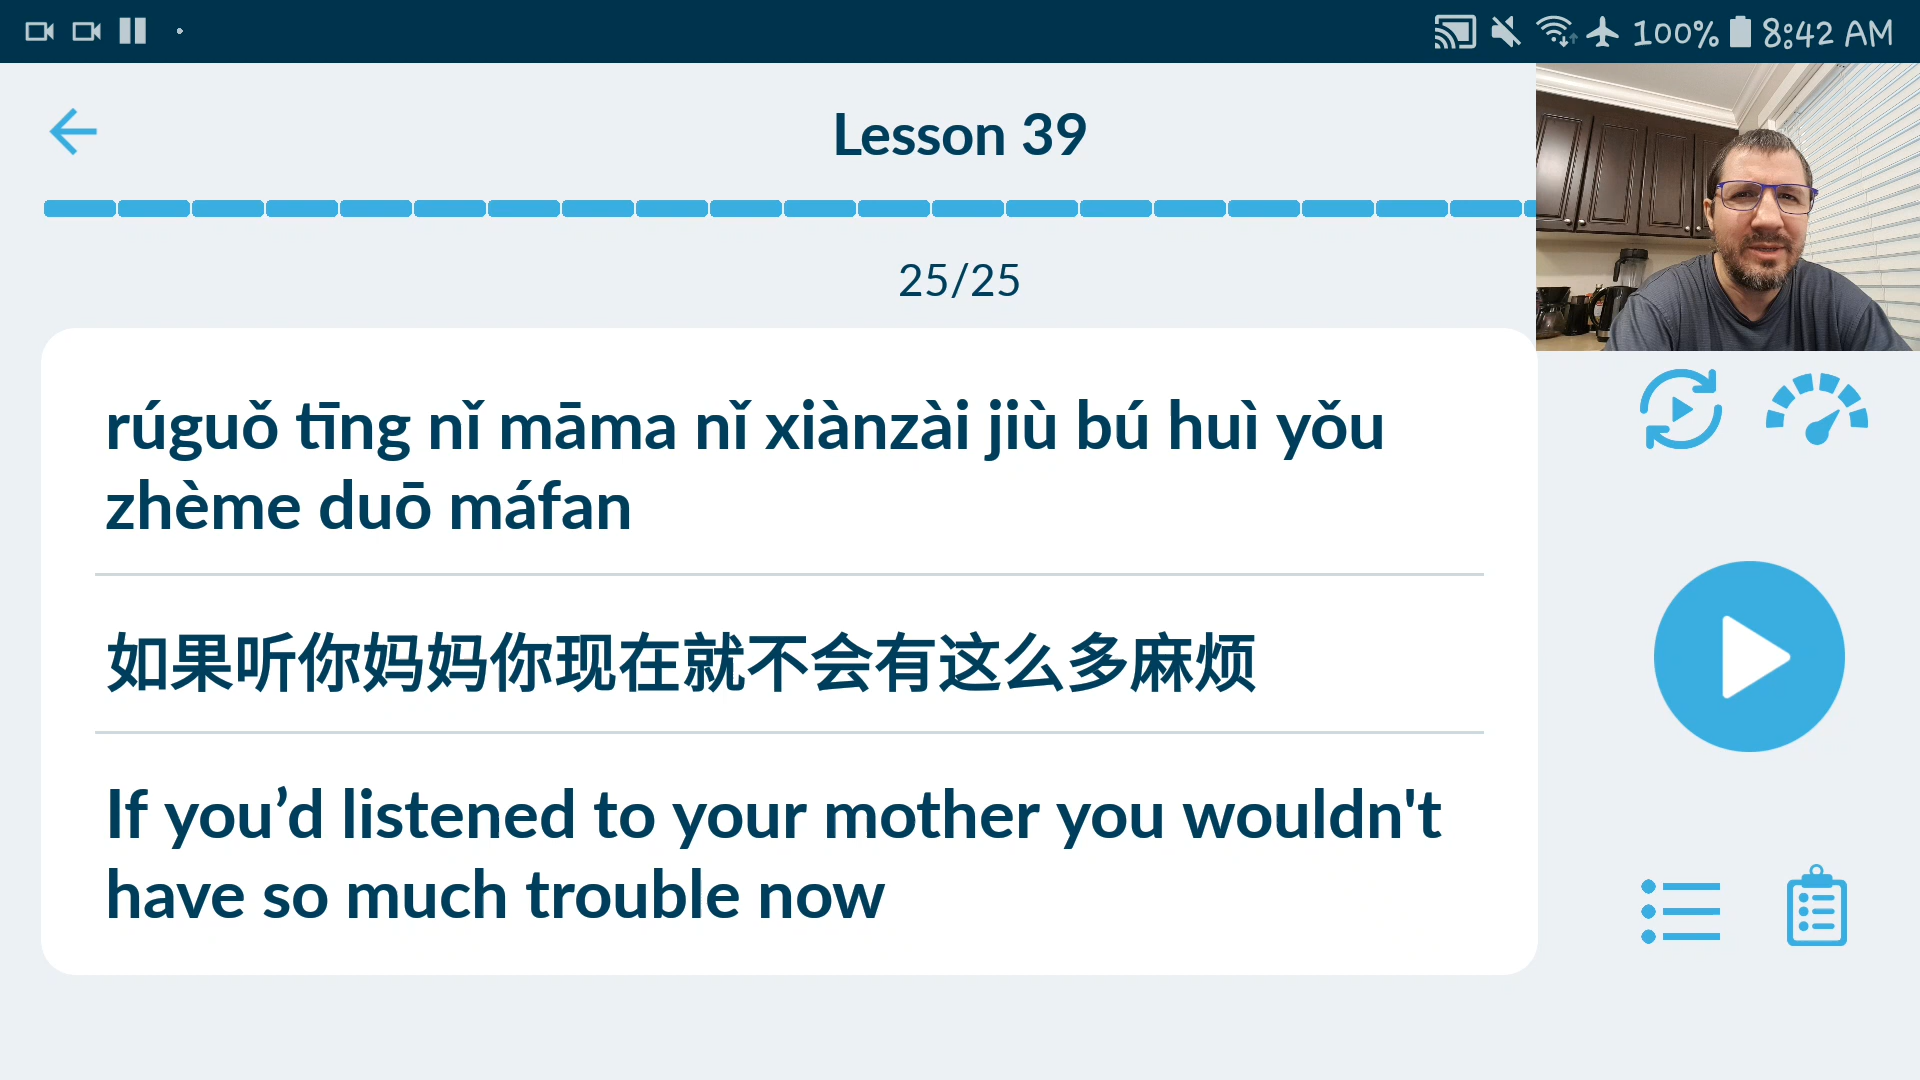 100% 8:42 AM
Lesson 39
25/25
rúguǒ tīng nǐ māma nǐ xiànzài jiù bú huì yǒu
zhème duō máfan
如果听你妈妈你现在就不会有这么多麻烦
If you’d listened to your mother you wouldn't
have so much trouble now